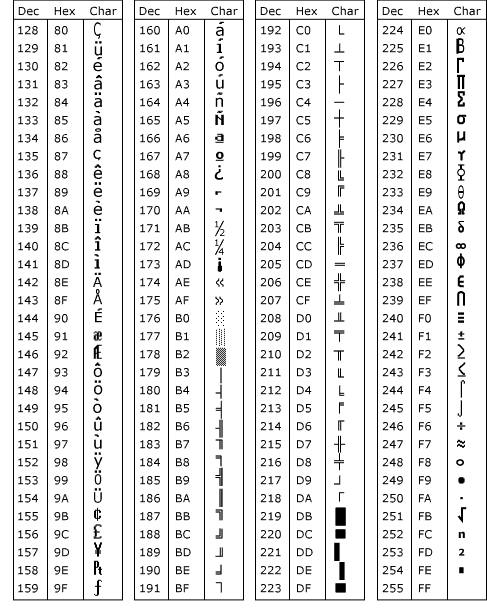 Dec Hex Char
128 80 Ç
129 81 ü
130 82 é
131 83 â
132 84 ä
133 85 à
134 86 å
135 87 ç
136 88 ê
137 89 ë
138 8A è
139 8B ï
140 8C î
141 8D ì
142 8E Ä
143 8F Å
144 90 É
145 91 æ
146 92 Æ
147 93 ô
148 94 ö
149 95 ò
150 96 û
151 97 ù
152 98 ÿ
153 99 Ö
154 9A Ü
155 9B ¢
156 9C £
157 9D ¥
158 9E ₧
159 9F ƒ
Dec Hex Char
160 A0 á
161 A1 í
162 A2 ó
163 A3 ú
164 A4 ñ
165 A5 Ñ
166 A6 ª
167 A7 º
168 A8 ¿
169 A9 ⌐
170 AA ¬
171 AB ½
172 AC ¼
173 AD ¡
174 AE «
175 AF »
176 B0 ░
177 B1 ▒
178 B2 ▓
179 B3 │
180 B4 ┤
181 B5 ╡
182 B6 ╢
183 B7 ╖
184 B8 ╕
185 B9 ╣
186 BA ║
187 BB ╗
188 BC ╝
189 BD ╜
190 BE ╛
191 BF ┐
Dec Hex Char
192 C0 └
193 C1 ┴
194 C2 ┬
195 C3 ├
196 C4 ─
197 C5 ┼
198 C6 ╞
199 C7 ╟
200 C8 ╚
201 C9 ╔
202 CA ╩
203 CB ╦
204 CC ╠
205 CD ═
206 CE ╬
207 CF ╧
208 D0 ╨
209 D1 ╤
210 D2 ╥
211 D3 ╙
212 D4 ╘
213 D5 ╒
214 D6 ╓
215 D7 ╫
216 D8 ╪
217 D9 ┘
218 DA ┌
219 DB █
220 DC ▄
221 DD ▌
222 DE ▐
223 DF ▀
Dec Hex Char
224 E0 α
225 E1 ß
226 E2 Γ
227 E3 Π
228 E4 Σ
229 E5 σ
230 E6 µ
231 E7 ϒ
232 E8 Φ
233 E9 θ
234 EA Ω
235 EB δ
236 EC ∞
237 ED φ
238 EE ∈
239 EF ∩
240 F0 ≡
241 F1 ±
242 F2 ≥
243 F3 ≤
244 F4 ⌠
245 F5 ⌡
246 F6 ÷
247 F7 ≈
248 F8 °
249 F9 •
250 FA ·
251 FB √
252 FC ⁿ
253 FD ²
254 FE ■
255 FF